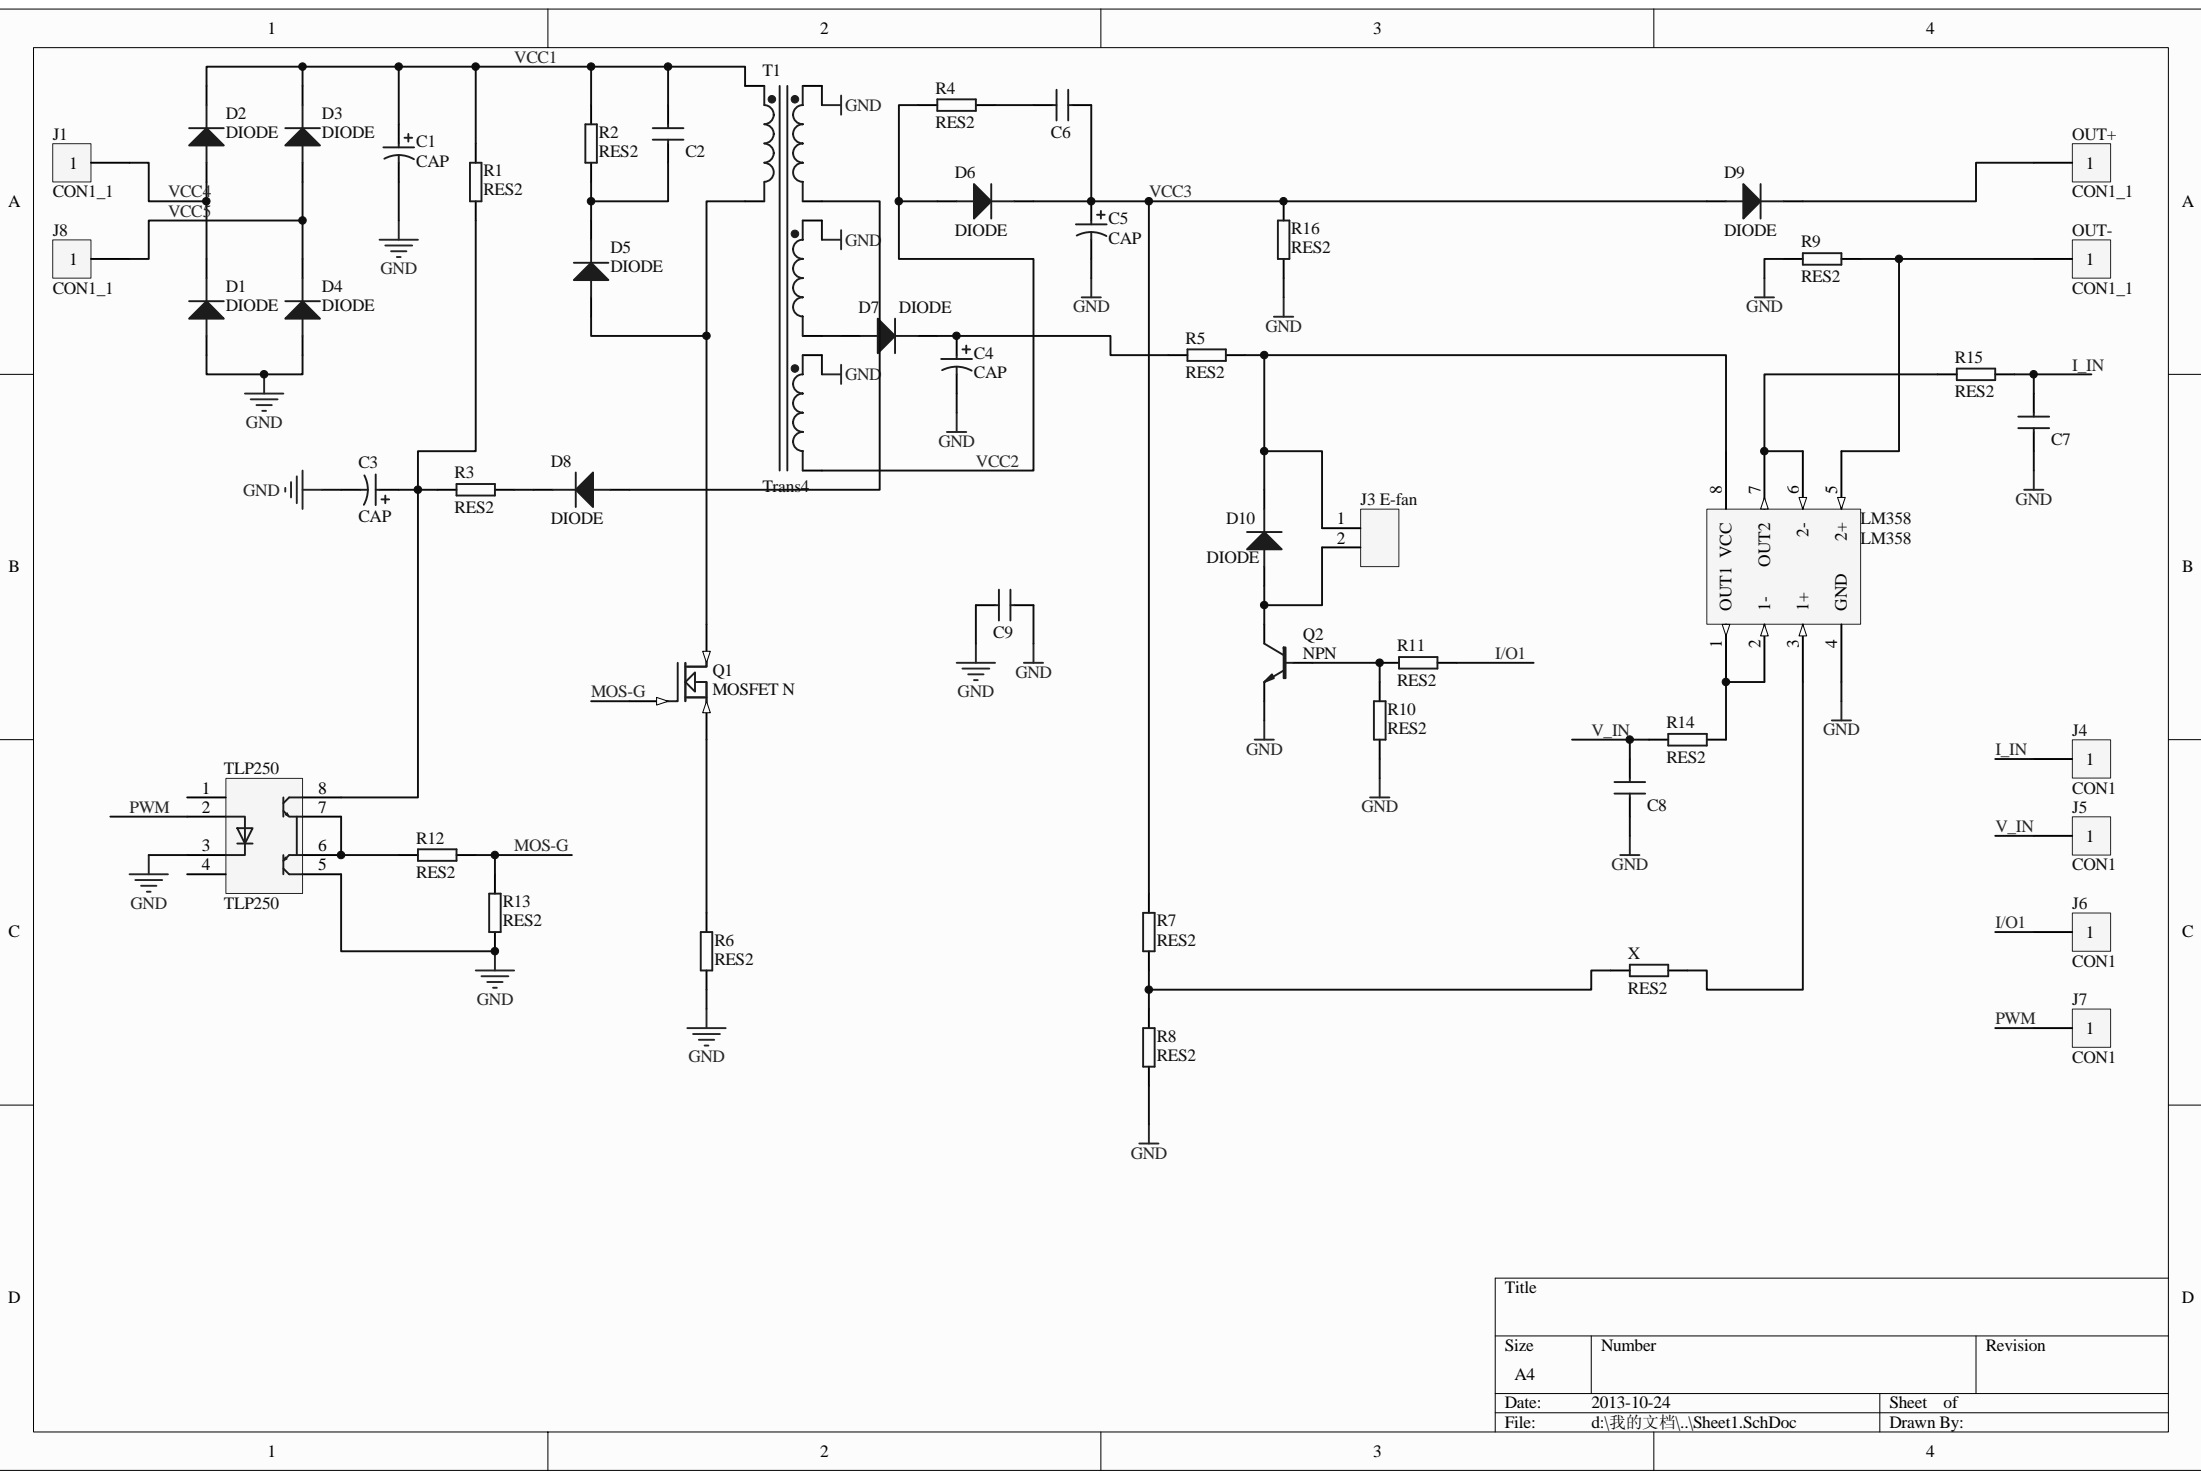 1
2
3
4
A
B
C
D
A
B
C
D
1
2
3
4
J1
1
CON1_1
J8
1
CON1_1
VCC4
VCC5
D2
DIODE
D3
DIODE
D1
DIODE
D4
DIODE
GND
C1
CAP
GND
R1
RES2
VCC1
R2
RES2
C2
D5
DIODE
T1
Trans4
GND
GND
GND
R4
RES2
C6
D6
DIODE
VCC3
C5
CAP
GND
R16
RES2
GND
D7
DIODE
C4
CAP
GND
VCC2
D9
DIODE
OUT+
1
CON1_1
OUT-
1
CON1_1
R9
RES2
GND
R5
RES2
R15
RES2
I_IN
C7
GND
GND
C3
CAP
R3
RES2
D8
DIODE
D10
DIODE
J3 E-fan
1
2
8
7
6
5
LM358
LM358
VCC
OUT2
2-
2+
OUT1
1-
1+
GND
1
2
3
4
GND
C9
GND
GND
Q1
MOSFET N
MOS-G
Q2
NPN
R11
RES2
I/O1
R10
RES2
GND
GND
V_IN
R14
RES2
C8
GND
TLP250
PWM
1
2
3
4
8
7
6
5
TLP250
GND
R12
RES2
MOS-G
R13
RES2
GND
R6
RES2
GND
R7
RES2
R8
RES2
GND
X
RES2
J4
I_IN
1
CON1
J5
V_IN
1
CON1
J6
I/O1
1
CON1
J7
PWM
1
CON1
Title
Size
Number
Revision
A4
Date:
2013-10-24
Sheet of
File:
d:\我的文档\..\Sheet1.SchDoc
Drawn By: